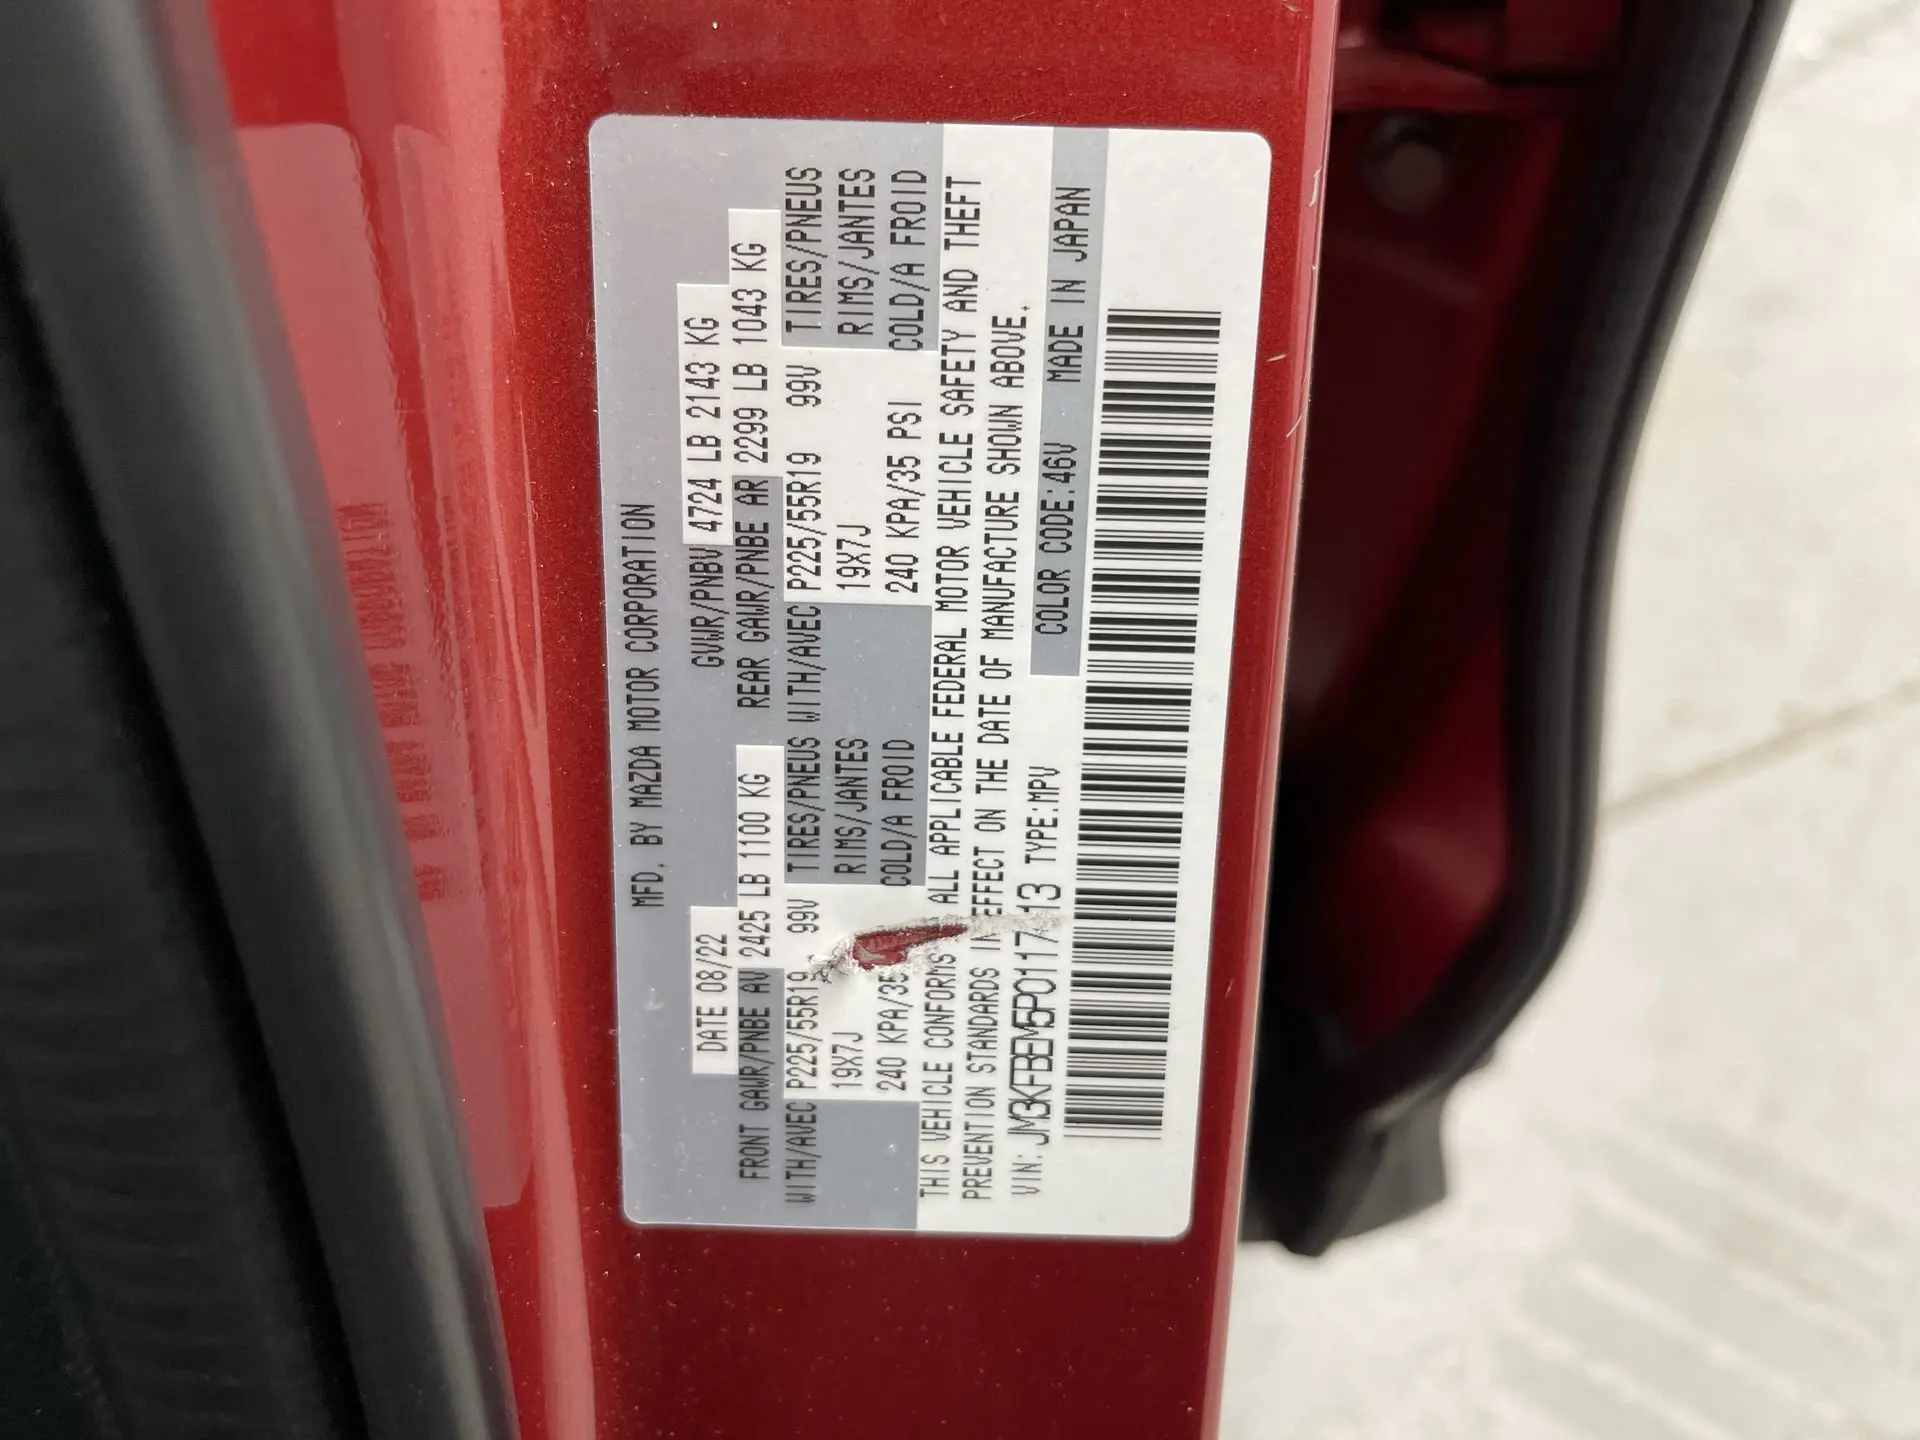 MFD. BY MAZDA MOTOR CORPORATION
DATE 08/22 GVWR/PNBV 4724 LB 2143 KG
FRONT GAWR/PNBE AV 2425 LB 1100 KG REAR GAWR/PNBE AR 2299 LB 1043 KG
WITH/AVEC P225/55R19 99V TIRES/PNEUS WITH/AVEC P225/55R19 99V TIRES/PNEUS
19X7J RIMS/JANTES 19X7J RIMS/JANTES
240 KPA/35 COLD/A FROID 240 KPA/35 PSI COLD/A FROID
THIS VEHICLE CONFORMS ALL APPLICABLE FEDERAL MOTOR VEHICLE SAFETY AND THEFT
PREVENTION STANDARDS IN EFFECT ON THE DATE OF MANUFACTURE SHOWN ABOVE.
VIN: TYPE:MPV COLOR CODE:46V MADE IN JAPAN